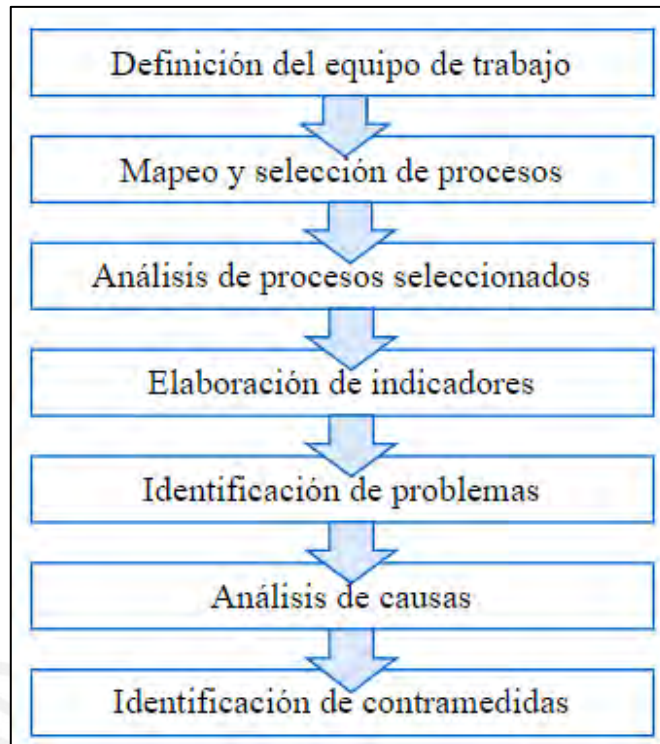 Definición del equipo de trabajo
Mapeo y selección de procesos
Análisis de procesos seleccionados
Elaboración de indicadores
Identificación de problemas
Análisis de causas
Identificación de contramedidas